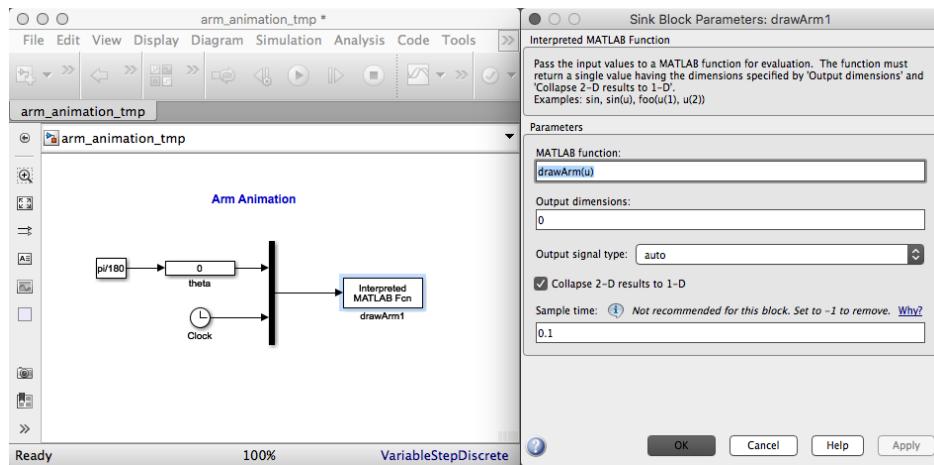 arm_animation_tmp *
File Edit View Display Diagram Simulation Analysis Code Tools >>
arm_animation_tmp
arm_animation_tmp
Arm Animation
pi/180
0
theta
Clock
Interpreted
MATLAB Fcn
drawArm1
Ready 100% VariableStepDiscrete
Sink Block Parameters: drawArm1
Interpreted MATLAB Function
Pass the input values to a MATLAB function for evaluation. The function must
return a single value having the dimensions specified by 'Output dimensions' and
'Collapse 2-D results to 1-D'.
Examples: sin, sin(u), foo(u(1), u(2))
Parameters
MATLAB function:
drawArm(u)
Output dimensions:
0
Output signal type: auto
Collapse 2-D results to 1-D
Sample time: Not recommended for this block. Set to -1 to remove. Why?
0.1
OK Cancel Help Apply